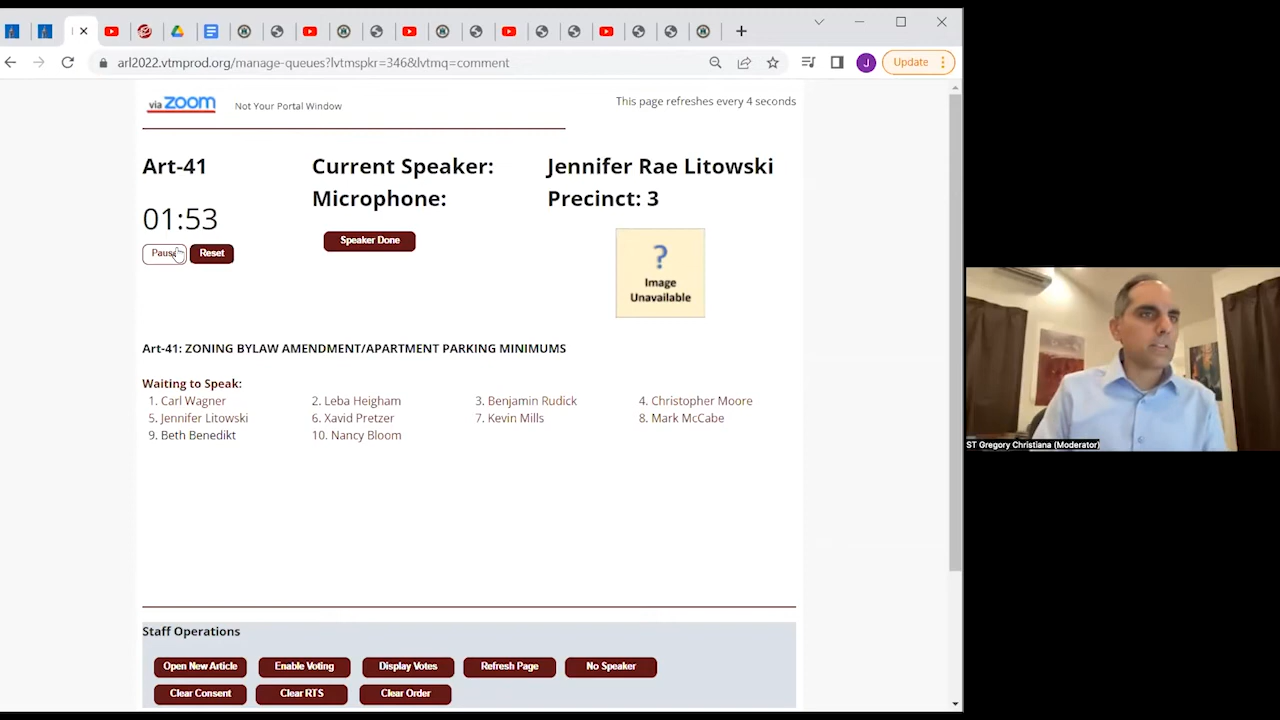 arl2022.vtmprod.org/manage-queues?lvtmspkr=346&lvtmq=comment
J
Update
via zoom
Not Your Portal Window
This page refreshes every 4 seconds
Art-41
Current Speaker:
Jennifer Rae Litowski
Microphone:
Precinct: 3
01:53
Speaker Done
Pause
Reset
?
Image
Unavailable
Art-41: ZONING BYLAW AMENDMENT/APARTMENT PARKING MINIMUMS
Waiting to Speak:
1. Carl Wagner 2. Leba Heigham 3. Benjamin Rudick 4. Christopher Moore
5. Jennifer Litowski 6. Xavid Pretzer 7. Kevin Mills 8. Mark McCabe
9. Beth Benedikt 10. Nancy Bloom
ST Gregory Christiana (Moderator)
Staff Operations
Open New Article Enable Voting Display Votes Refresh Page No Speaker
Clear Consent Clear RTS Clear Order